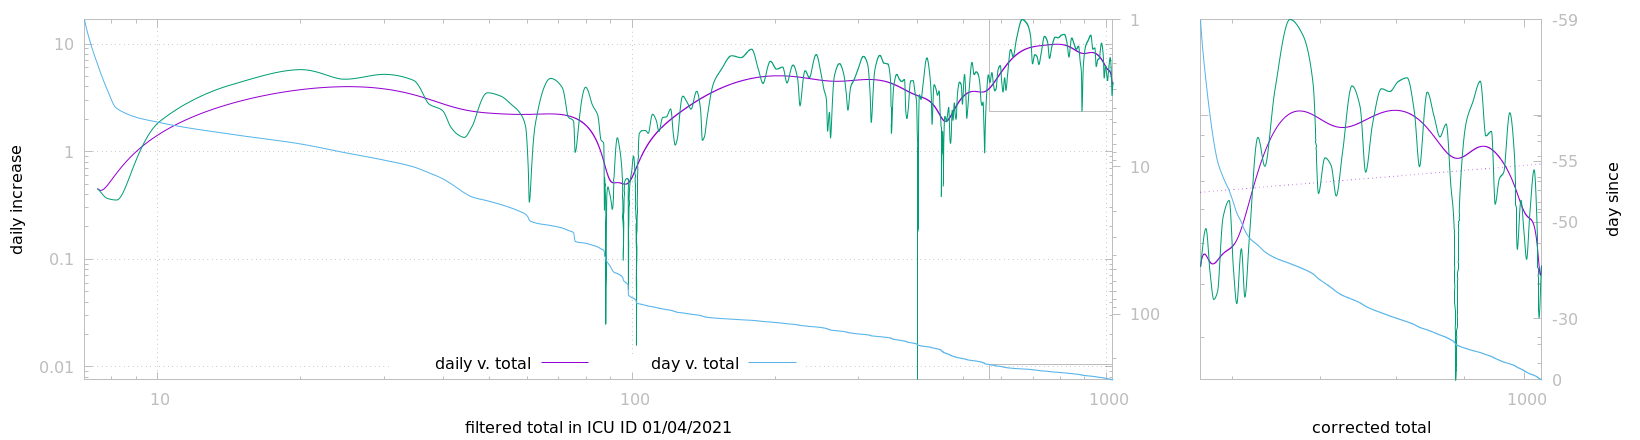 10
1
0.1
0.01
daily increase
10
100
1000
filtered total in ICU ID 01/04/2021
daily v. total
day v. total
1
10
100
-59
-55
-50
-30
0
day since
1000
corrected total